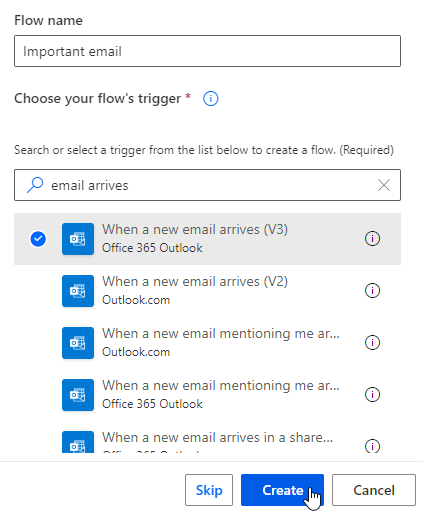 Flow name
Important email
Choose your flow's trigger *
Search or select a trigger from the list below to create a flow. (Required)
email arrives
When a new email arrives (V3)
Office 365 Outlook
When a new email arrives (V2)
Outlook.com
When a new email mentioning me ar...
Outlook.com
When a new email mentioning me ar...
Office 365 Outlook
When a new email arrives in a share...
Office 365 Outlook
Skip
Create
Cancel